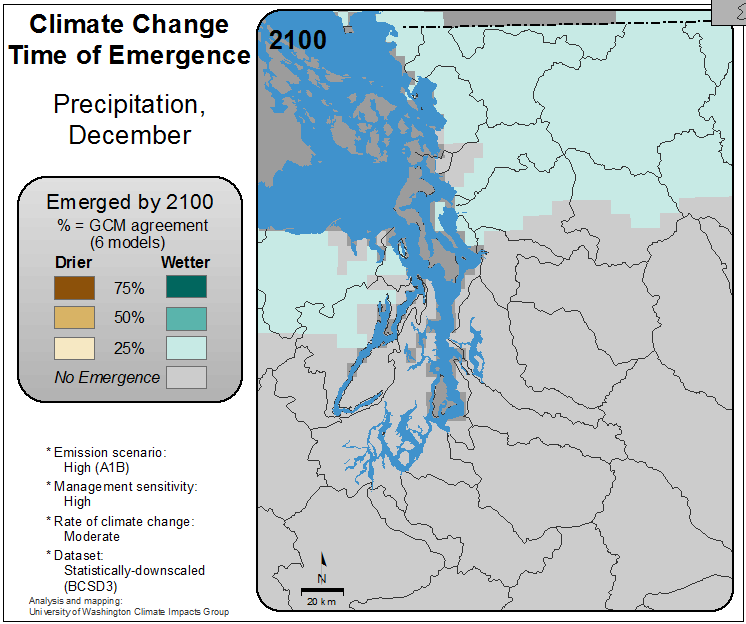 Climate Change
Time of Emergence
Precipitation,
December
Emerged by 2100
% = GCM agreement
(6 models)
Drier Wetter
75%
50%
25%
No Emergence
* Emission scenario:
High (A1B)
* Management sensitivity:
High
* Rate of climate change:
Moderate
* Dataset:
Statistically-downscaled
(BCSD3)
Analysis and mapping:
University of Washington Climate Impacts Group
2100
N
20 km